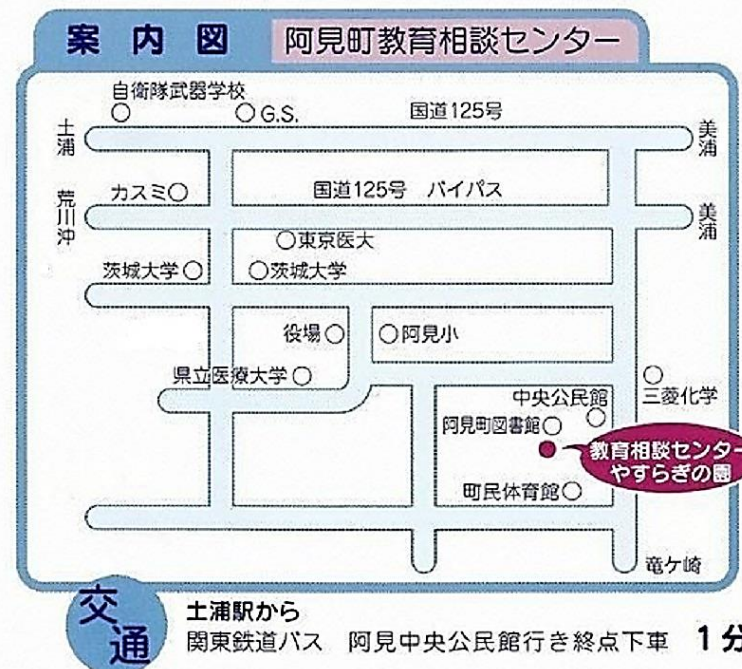 案内図 阿見町教育相談センター
自衛隊武器学校
G.S.
国道125号
土浦
美浦
カスミ
国道125号 バイパス
荒川沖
美浦
東京医大
茨城大学
茨城大学
役場
阿見小
県立医療大学
中央公民館
三菱化学
阿見町図書館
教育相談センター
やすらぎの園
町民体育館
竜ケ崎
交通
土浦駅から
関東鉄道バス 阿見中央公民館行き終点下車 1分